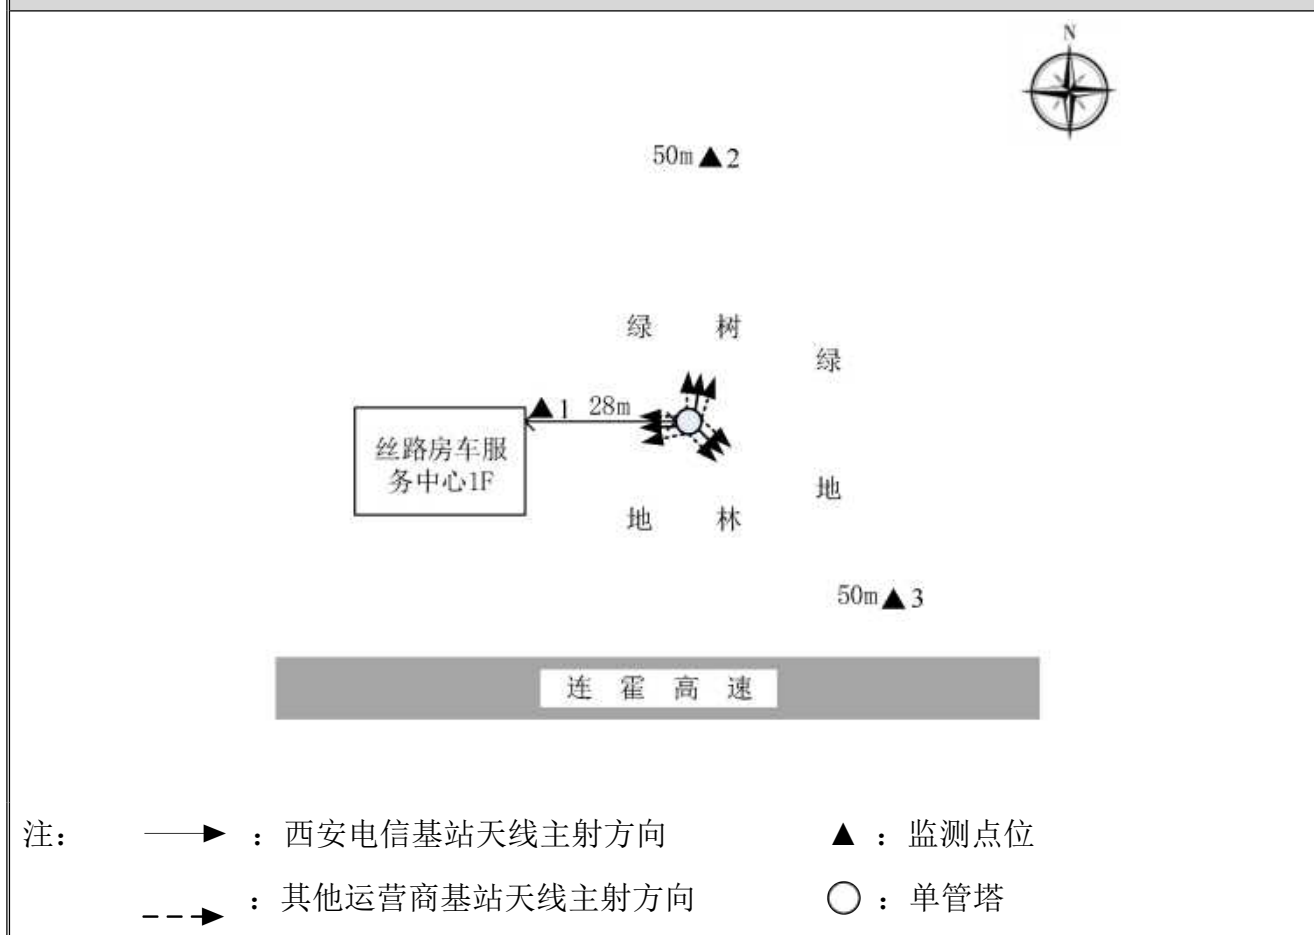 N
50m▲2
绿 树
绿
▲1 28m
丝路房车服
务中心1F
地
地 林
50m▲3
连霍高速
注： ：西安电信基站天线主射方向 ▲：监测点位
：其他运营商基站天线主射方向 ：单管塔